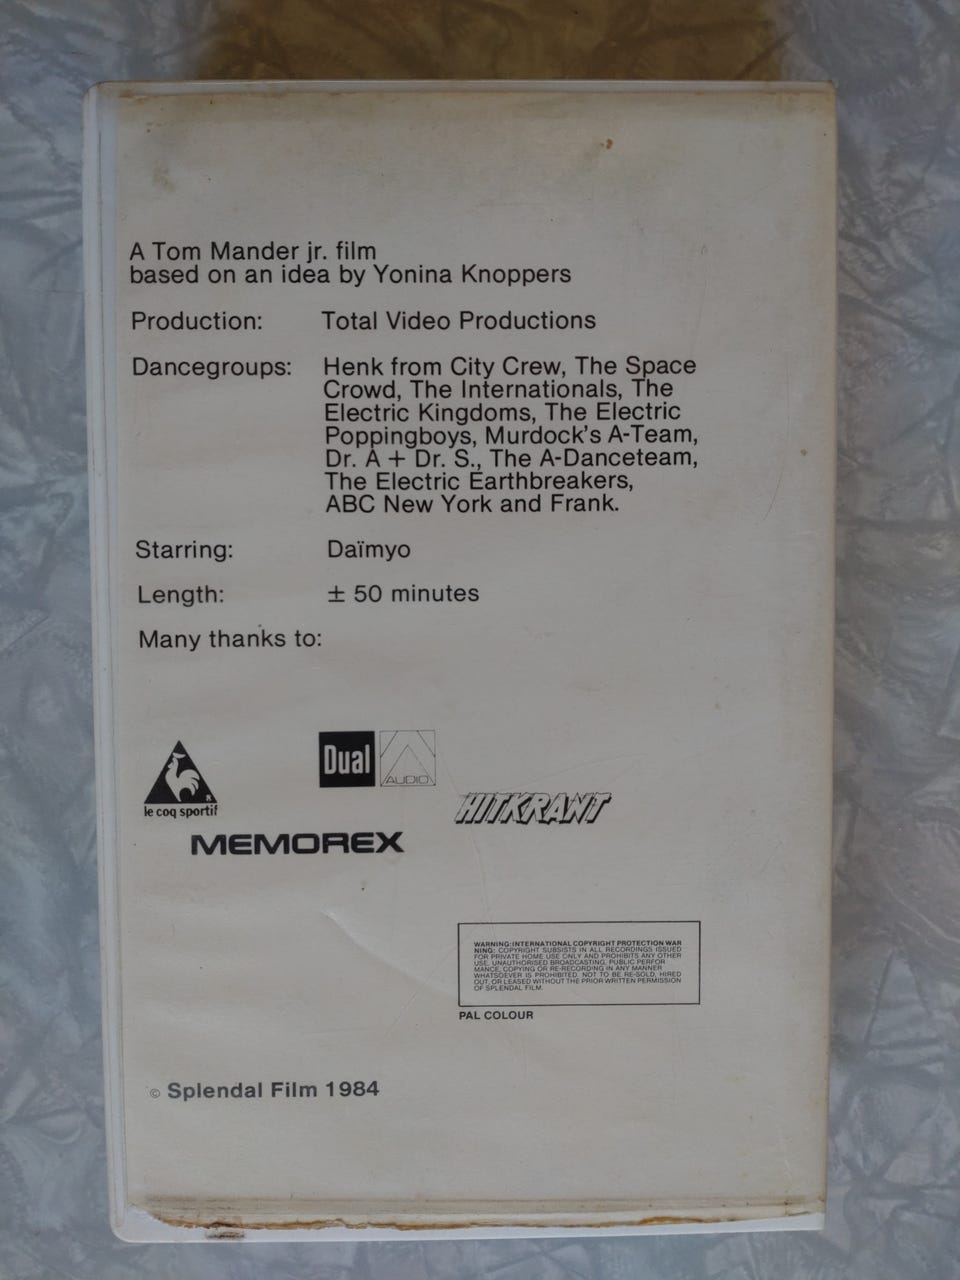 A Tom Mander jr. film
based on an idea by Yonina Knoppers
Production: Total Video Productions
Dancegroups: Henk from City Crew, The Space
Crowd, The Internationals, The
Electric Kingdoms, The Electric
Poppingboys, Murdock's A-Team,
Dr. A + Dr. S., The A-Danceteam,
The Electric Earthbreakers,
ABC New York and Frank.
Starring: Daïmyo
Length: ± 50 minutes
Many thanks to:
Dual
AUDIO
R
le coq sportif
HITKRANT
MEMOREX
WARNING: INTERNATIONAL COPYRIGHT PROTECTION WAR
NING: COPYRIGHT SUBSISTS IN ALL RECORDINGS ISSUED
FOR PRIVATE HOME USE ONLY AND PROHIBITS ANY OTHER
USE, UNAUTHORISED BROADCASTING, PUBLIC PERFOR
MANCE, COPYING OR RE-RECORDING IN ANY MANNER
WHATSOEVER IS PROHIBITED. NOT TO BE RE-SOLD, HIRED
OUT, OR LEASED WITHOUT THE PRIOR WRITTEN PERMISSION
OF SPLENDAL FILM.
PAL COLOUR
© Splendal Film 1984